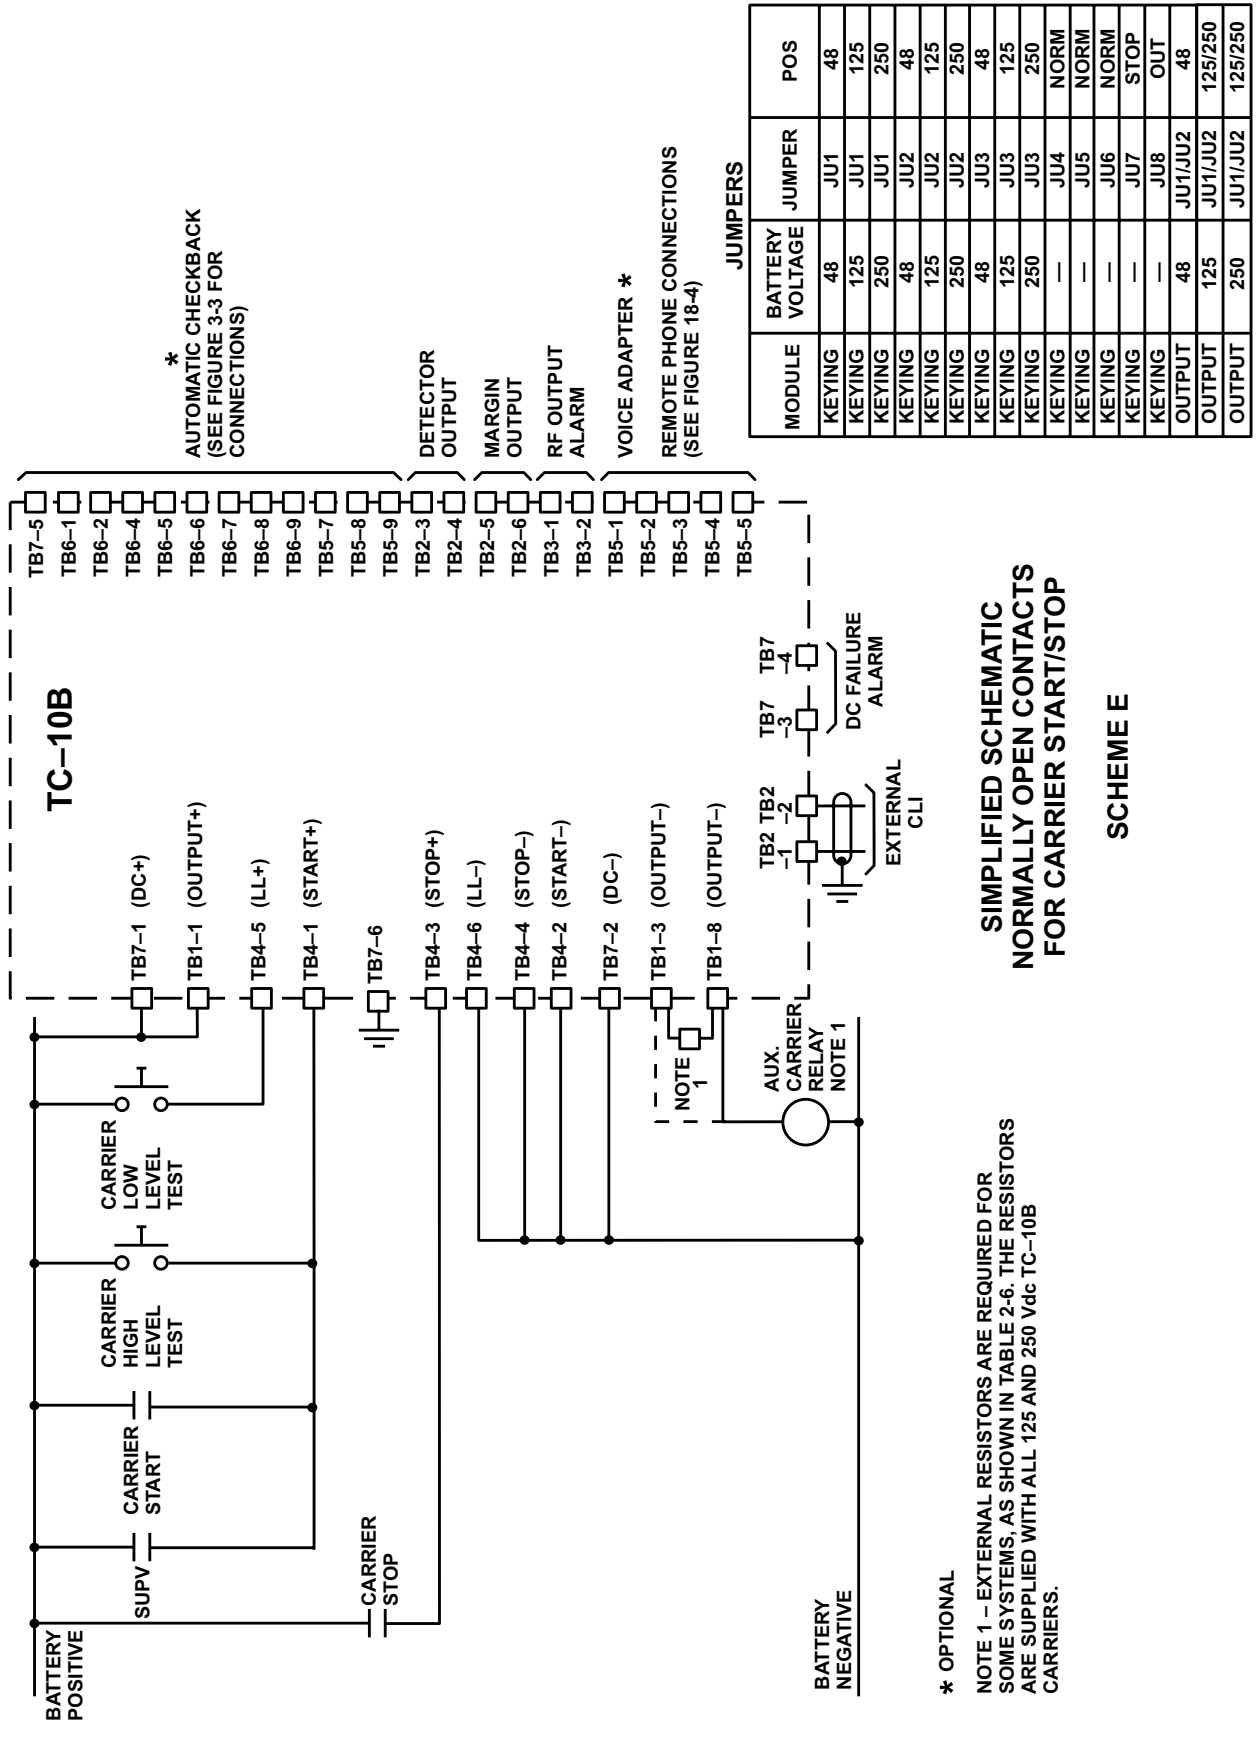 BATTERY
POSITIVE
SUPV
CARRIER
START
CARRIER
HIGH
LEVEL
TEST
CARRIER
LOW
LEVEL
TEST
CARRIER
STOP
BATTERY
NEGATIVE
NOTE
1
AUX.
CARRIER
RELAY
NOTE 1
TC–10B
TB7–1 (DC+)
TB1–1 (OUTPUT+)
TB4–5 (LL+)
TB4–1 (START+)
TB7–6
TB4–3 (STOP+)
TB4–6 (LL–)
TB4–4 (STOP–)
TB4–2 (START–)
TB7–2 (DC–)
TB1–3 (OUTPUT–)
TB1–8 (OUTPUT–)
TB2
–1
TB2
–2
EXTERNAL
CLI
TB7
–3
TB7
–4
DC FAILURE
ALARM
TB7–5
TB6–1
TB6–2
TB6–4
TB6–5
TB6–6
TB6–7
TB6–8
TB6–9
TB5–7
TB5–8
TB5–9
TB2–3
TB2–4
TB2–5
TB2–6
TB3–1
TB3–2
TB5–1
TB5–2
TB5–3
TB5–4
TB5–5
*
AUTOMATIC CHECKBACK
(SEE FIGURE 3-3 FOR
CONNECTIONS)
DETECTOR
OUTPUT
MARGIN
OUTPUT
RF OUTPUT
ALARM
VOICE ADAPTER *
REMOTE PHONE CONNECTIONS
(SEE FIGURE 18-4)
JUMPERS
MODULE BATTERY VOLTAGE JUMPER POS
KEYING 48 JU1 48
KEYING 125 JU1 125
KEYING 250 JU1 250
KEYING 48 JU2 48
KEYING 125 JU2 125
KEYING 250 JU2 250
KEYING 48 JU3 48
KEYING 125 JU3 125
KEYING 250 JU3 250
KEYING — JU4 NORM
KEYING — JU5 NORM
KEYING — JU6 NORM
KEYING — JU7 STOP
KEYING — JU8 OUT
OUTPUT 48 JU1/JU2 48
OUTPUT 125 JU1/JU2 125/250
OUTPUT 250 JU1/JU2 125/250
* OPTIONAL
NOTE 1 – EXTERNAL RESISTORS ARE REQUIRED FOR
SOME SYSTEMS, AS SHOWN IN TABLE 2-6. THE RESISTORS
ARE SUPPLIED WITH ALL 125 AND 250 Vdc TC–10B
CARRIERS.
SIMPLIFIED SCHEMATIC
NORMALLY OPEN CONTACTS
FOR CARRIER START/STOP
SCHEME E